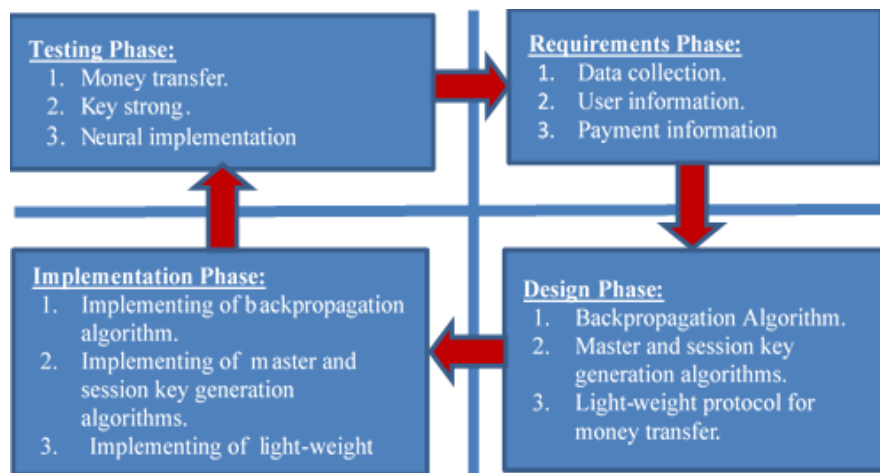 Testing Phase:
1. Money transfer.
2. Key strong.
3. Neural implementation
Requirements Phase:
1. Data collection.
2. User information.
3. Payment information
Implementation Phase:
1. Implementing of backpropagation
algorithm.
2. Implementing of master and
session key generation
algorithms.
3. Implementing of light-weight
Design Phase:
1. Backpropagation Algorithm.
2. Master and session key
generation algorithms.
3. Light-weight protocol for
money transfer.